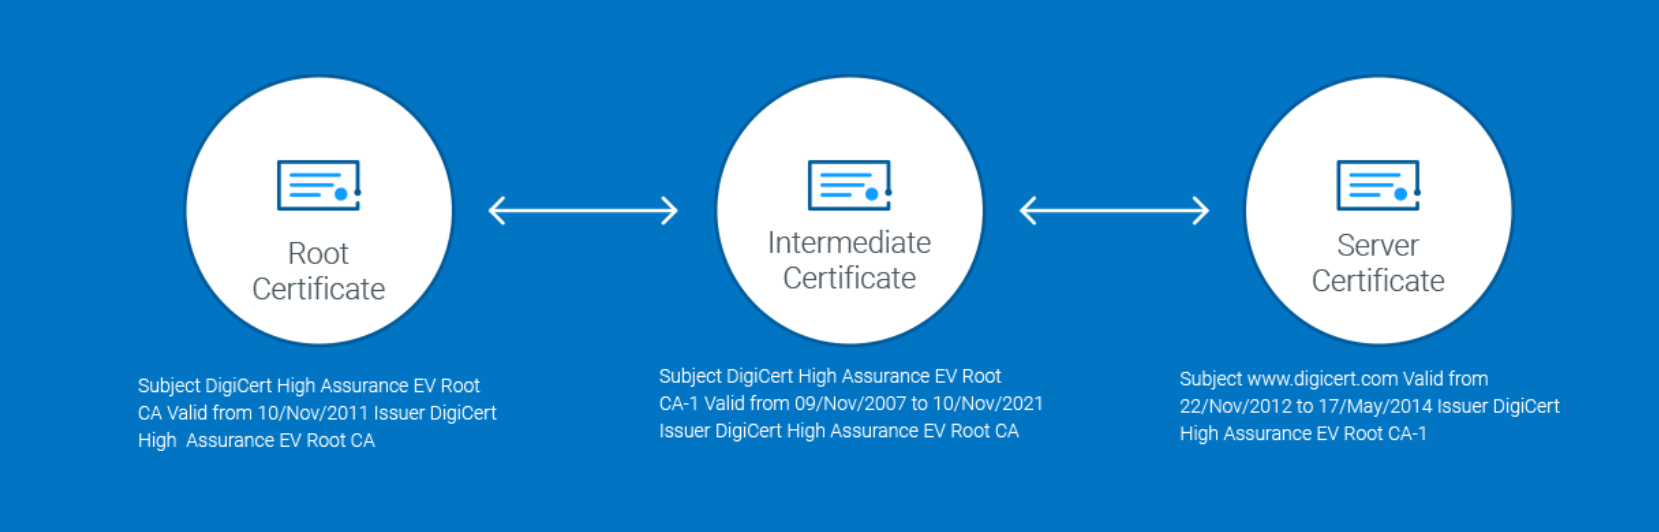 Root
Certificate
Intermediate
Certificate
Server
Certificate
Subject DigiCert High Assurance EV Root
CA Valid from 10/Nov/2011 Issuer DigiCert
High Assurance EV Root CA
Subject DigiCert High Assurance EV Root
CA-1 Valid from 09/Nov/2007 to 10/Nov/2021
Issuer DigiCert High Assurance EV Root CA
Subject www.digicert.com Valid from
22/Nov/2012 to 17/May/2014 Issuer DigiCert
High Assurance EV Root CA-1